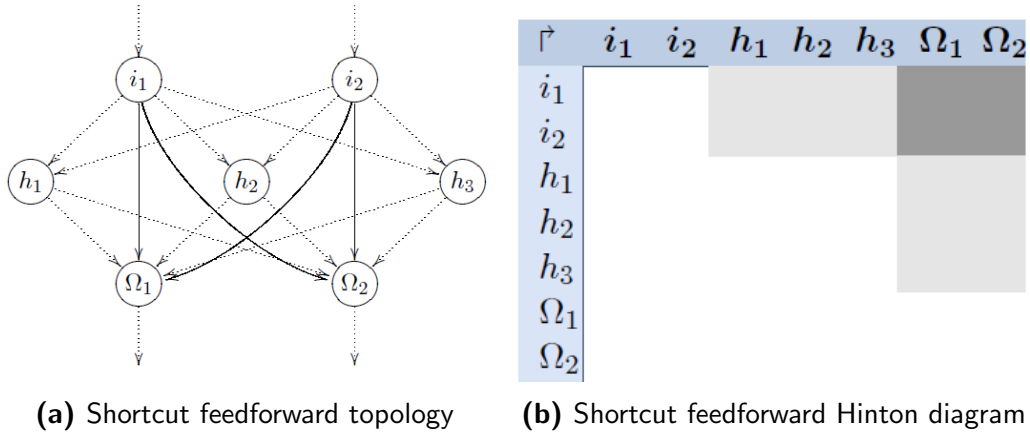 i₁ i₂
h₁ h₂ h₃
Ω₁ Ω₂
(a) Shortcut feedforward topology
↱ i₁ i₂ h₁ h₂ h₃ Ω₁ Ω₂
i₁
i₂
h₁
h₂
h₃
Ω₁
Ω₂
(b) Shortcut feedforward Hinton diagram